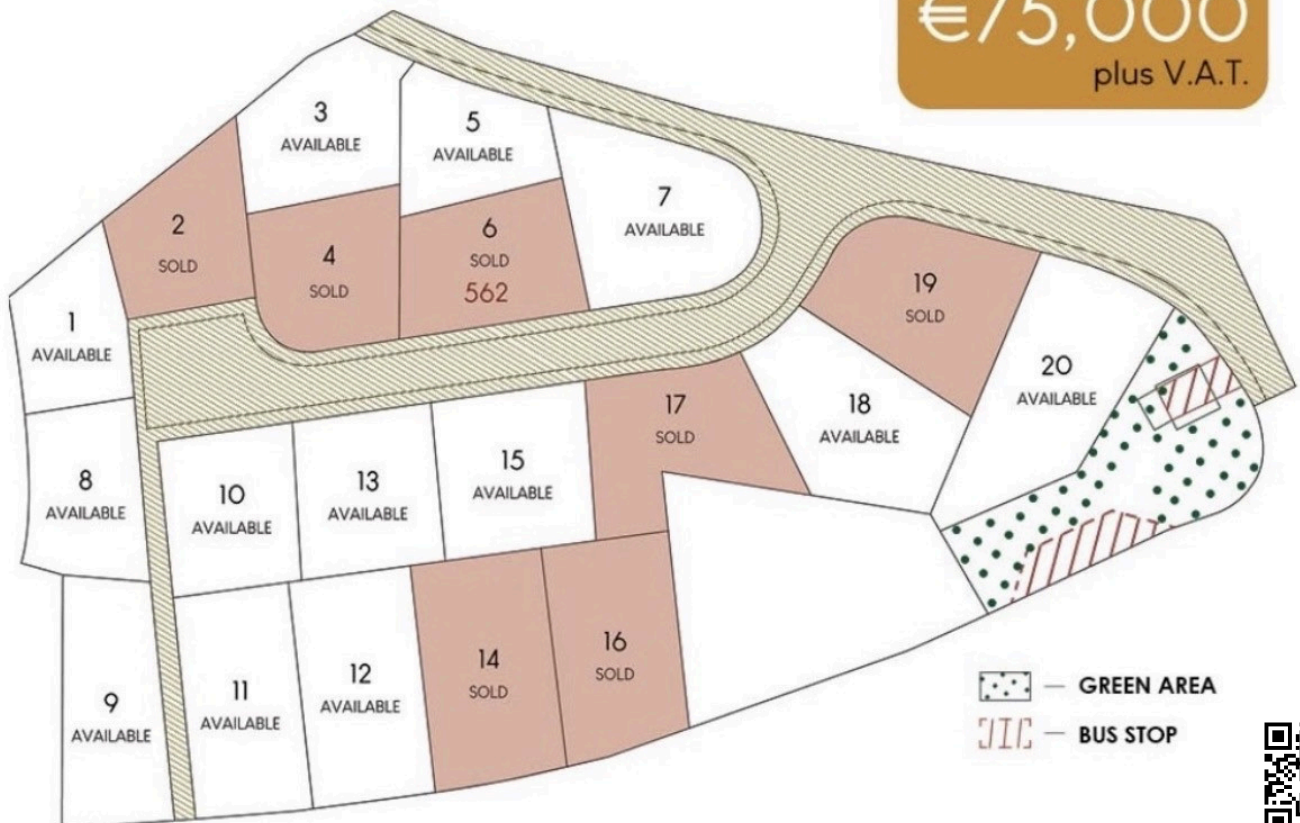 €75,000
plus V.A.T.
3
AVAILABLE
5
AVAILABLE
7
AVAILABLE
2
SOLD
4
SOLD
6
SOLD
562
19
SOLD
1
AVAILABLE
20
AVAILABLE
17
SOLD
18
AVAILABLE
8
AVAILABLE
10
AVAILABLE
13
AVAILABLE
15
AVAILABLE
9
AVAILABLE
11
AVAILABLE
12
AVAILABLE
14
SOLD
16
SOLD
— GREEN AREA
— BUS STOP